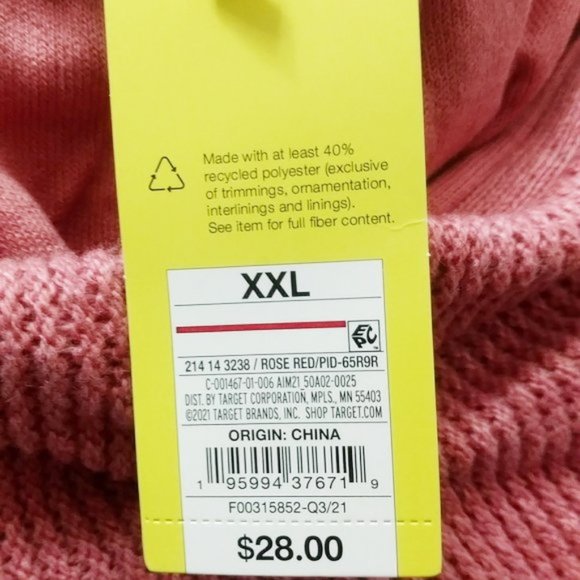 Made with at least 40%
recycled polyester (exclusive
of trimmings, ornamentation,
interlinings and linings).
See item for full fiber content.
XXL
EPC
214 14 3238 / ROSE RED/PID-65R9R
C-001467-01-006 AIM21_50A02-0025
DIST. BY TARGET CORPORATION, MPLS., MN 55403
©2021 TARGET BRANDS, INC. SHOP TARGET.COM
ORIGIN: CHINA
1 95994 37671 9
F00315852-Q3/21
$28.00